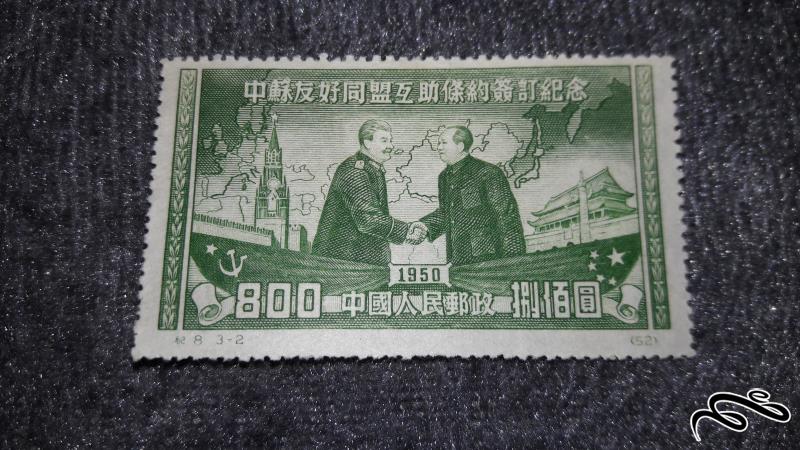 中蘇友好同盟互助條約簽訂紀念
1950
800 中國人民郵政 捌佰圓
紀 8 3-2 (52)